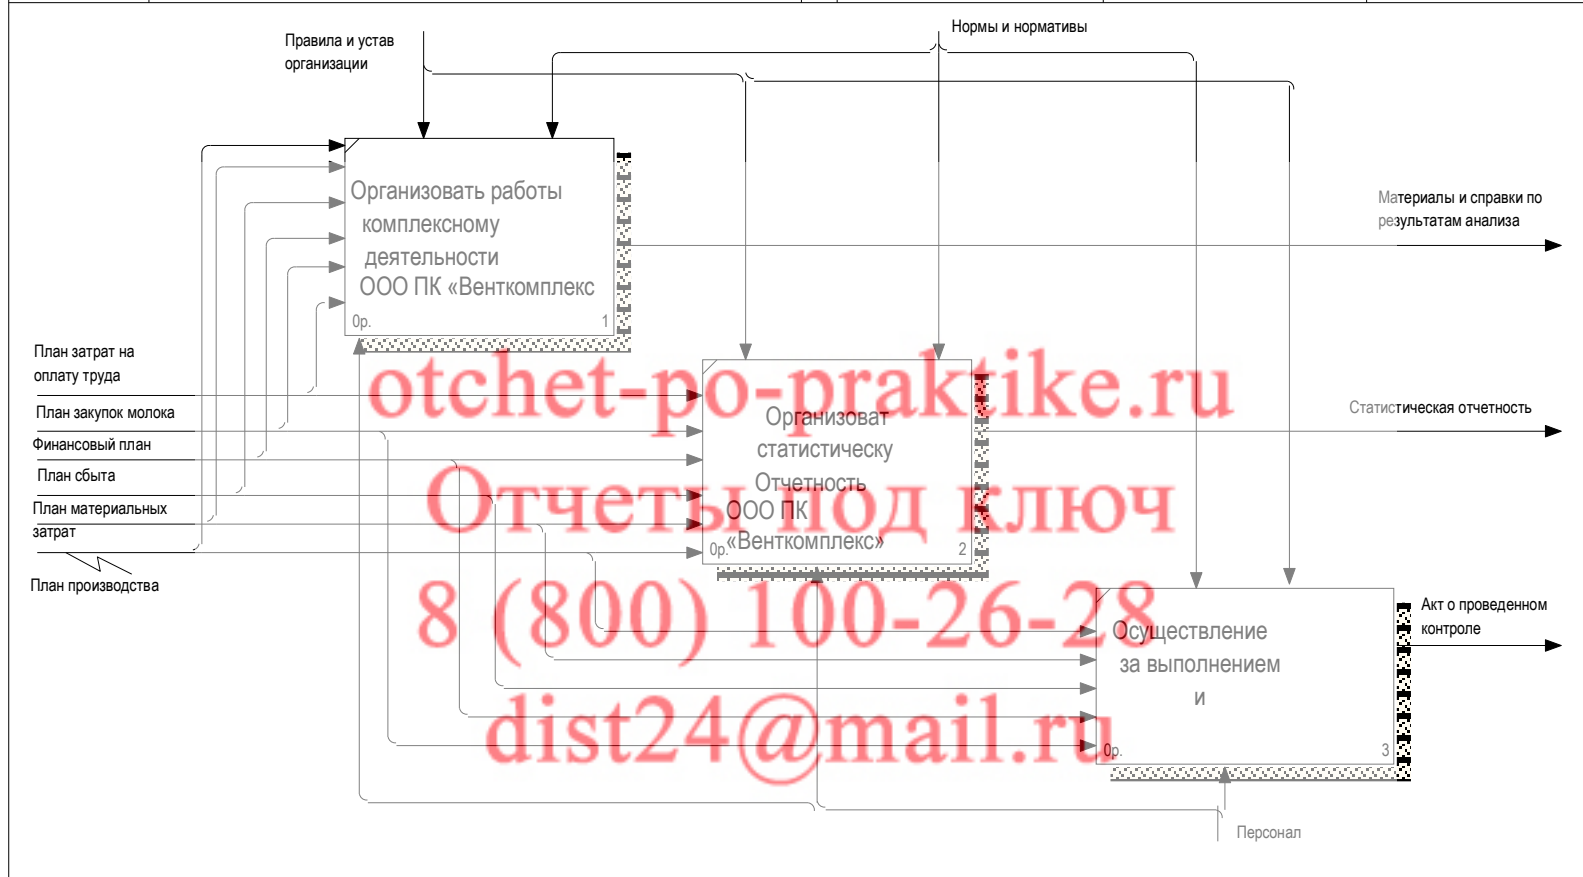 Правила и устав
организации
Нормы и нормативы
Организовать работы
комплексному
деятельности
ООО ПК «Венткомплекс
0р.
1
Материалы и справки по
результатам анализа
План затрат на
оплату труда
План закупок молока
Финансовый план
План сбыта
План материальных
затрат
План производства
otchet-po-praktike.ru
Отчеты под ключ
8 (800) 100-26-28
dist24@mail.ru
Организоват
статистическу
Отчетность
ООО ПК
«Венткомплекс»
0р.
2
Статистическая отчетность
Осуществление
за выполнением
и
0р.
3
Акт о проведенном
контроле
Персонал